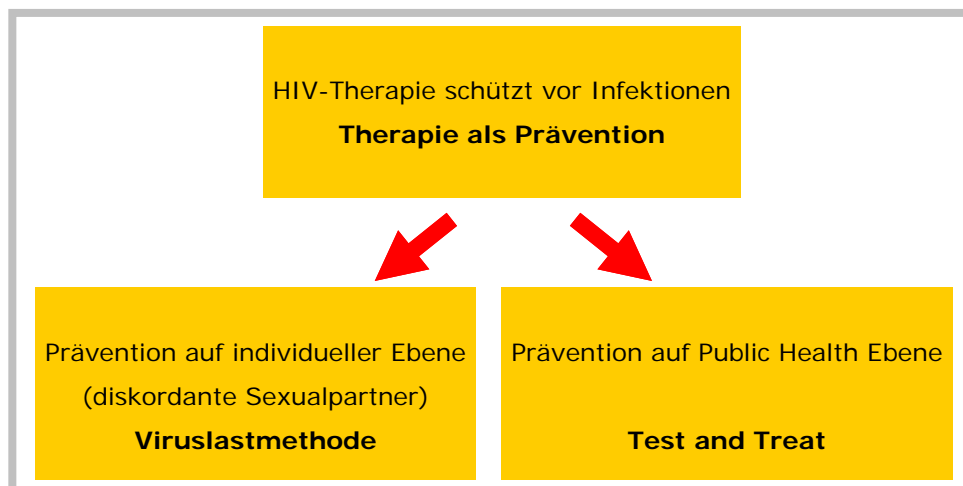 HIV-Therapie schützt vor Infektionen
Therapie als Prävention
Prävention auf individueller Ebene
(diskordante Sexualpartner)
Viruslastmethode
Prävention auf Public Health Ebene
Test and Treat